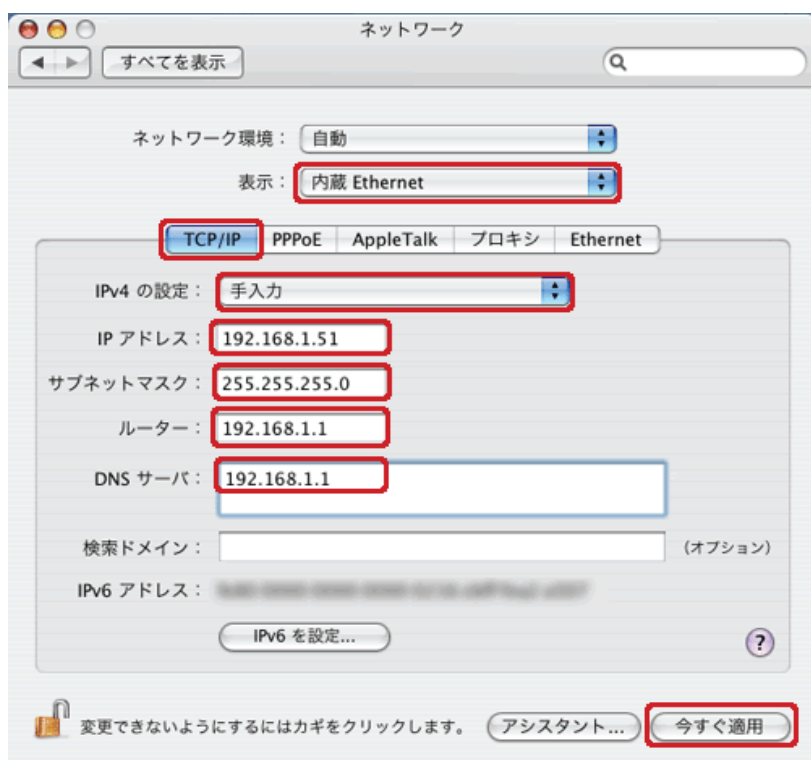 ネットワーク
すべてを表示
ネットワーク環境： 自動
表示： 内蔵 Ethernet
TCP/IP PPPoE AppleTalk プロキシ Ethernet
IPv4 の設定： 手入力
IP アドレス： 192.168.1.51
サブネットマスク： 255.255.255.0
ルーター： 192.168.1.1
DNS サーバ： 192.168.1.1
検索ドメイン： (オプション)
IPv6 アドレス：
IPv6 を設定...
?
変更できないようにするにはカギをクリックします。 アシスタント... 今すぐ適用